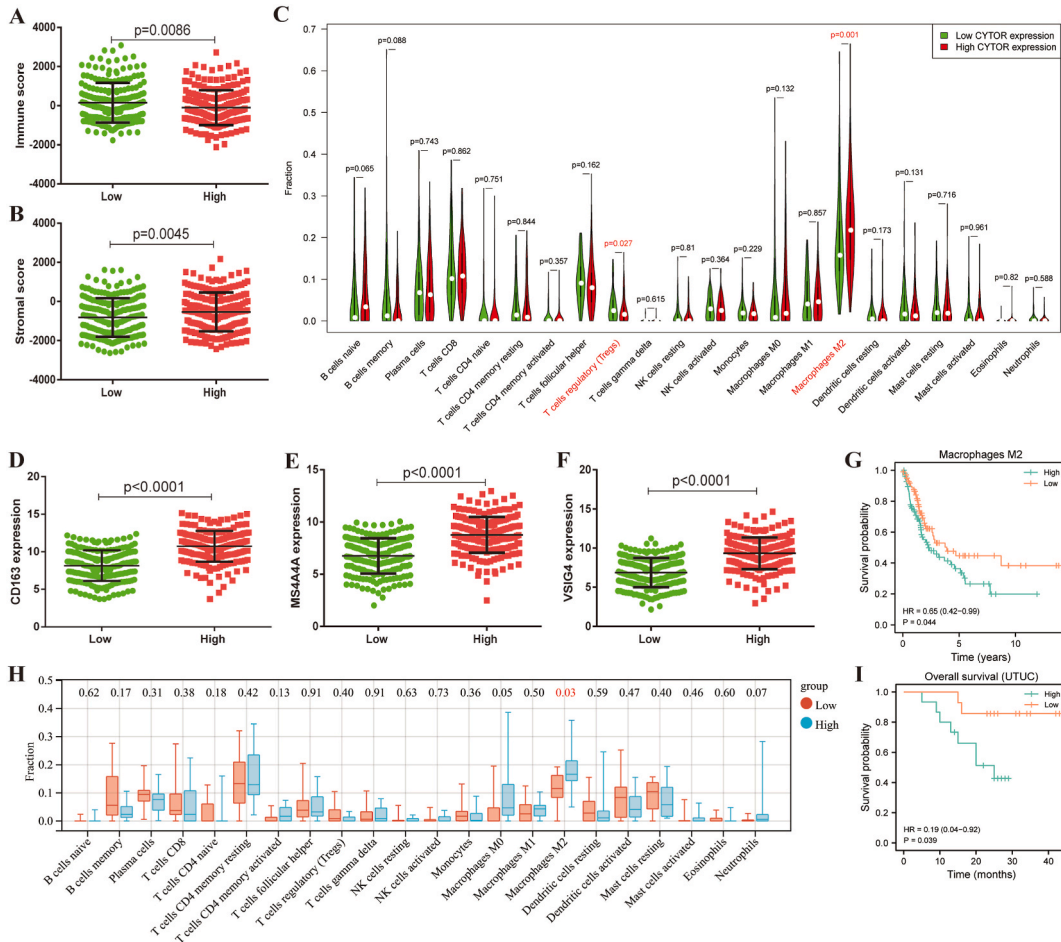 A
4000
2000
0
-2000
-4000
Immune score
p=0.0086
Low
High
B
4000
2000
0
-2000
-4000
Stromal score
p=0.0045
Low
High
C
0.7
0.6
0.5
0.4
0.3
0.2
0.1
0.0
Fraction
Low CYTOR expression
High CYTOR expression
p=0.065
p=0.088
p=0.743
p=0.862
p=0.751
p=0.844
p=0.357
p=0.162
p=0.027
p=0.615
p=0.81
p=0.364
p=0.229
p=0.132
p=0.857
p=0.001
p=0.173
p=0.131
p=0.716
p=0.961
p=0.82
p=0.588
B cells naive
B cells memory
Plasma cells
T cells CD8
T cells CD4 naive
T cells CD4 memory resting
T cells CD4 memory activated
T cells follicular helper
T cells regulatory (Tregs)
T cells gamma delta
NK cells resting
NK cells activated
Monocytes
Macrophages M0
Macrophages M1
Macrophages M2
Dendritic cells resting
Dendritic cells activated
Mast cells resting
Mast cells activated
Eosinophils
Neutrophils
D
20
15
10
5
0
CD163 expression
p<0.0001
Low
High
E
15
10
5
0
MS4A4A expression
p<0.0001
Low
High
F
20
15
10
5
0
VSIG4 expression
p<0.0001
Low
High
G
Macrophages M2
High
Low
1.0
0.8
0.6
0.4
0.2
0.0
Survival probability
HR = 0.65 (0.42−0.99)
P = 0.044
0
5
10
Time (years)
H
0.5
0.4
0.3
0.2
0.1
0.0
Fraction
0.62 0.17 0.31 0.38 0.18 0.42 0.13 0.91 0.40 0.91 0.63 0.73 0.36 0.05 0.50 0.03 0.59 0.47 0.40 0.46 0.60 0.07
group
Low
High
B cells naive
B cells memory
Plasma cells
T cells CD8
T cells CD4 naive
T cells CD4 memory resting
T cells CD4 memory activated
T cells follicular helper
T cells regulatory (Tregs)
T cells gamma delta
NK cells resting
NK cells activated
Monocytes
Macrophages M0
Macrophages M1
Macrophages M2
Dendritic cells resting
Dendritic cells activated
Mast cells resting
Mast cells activated
Eosinophils
Neutrophils
I
Overall survival (UTUC)
High
Low
1.0
0.8
0.6
0.4
0.2
0.0
Survival probability
HR = 0.19 (0.04−0.92)
P = 0.039
0
10
20
30
40
Time (months)